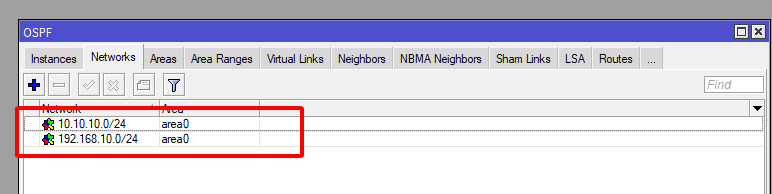 OSPF
Instances Networks Areas Area Ranges Virtual Links Neighbors NBMA Neighbors Sham Links LSA Routes ...
Find
Network Area
10.10.10.0/24 area0
192.168.10.0/24 area0